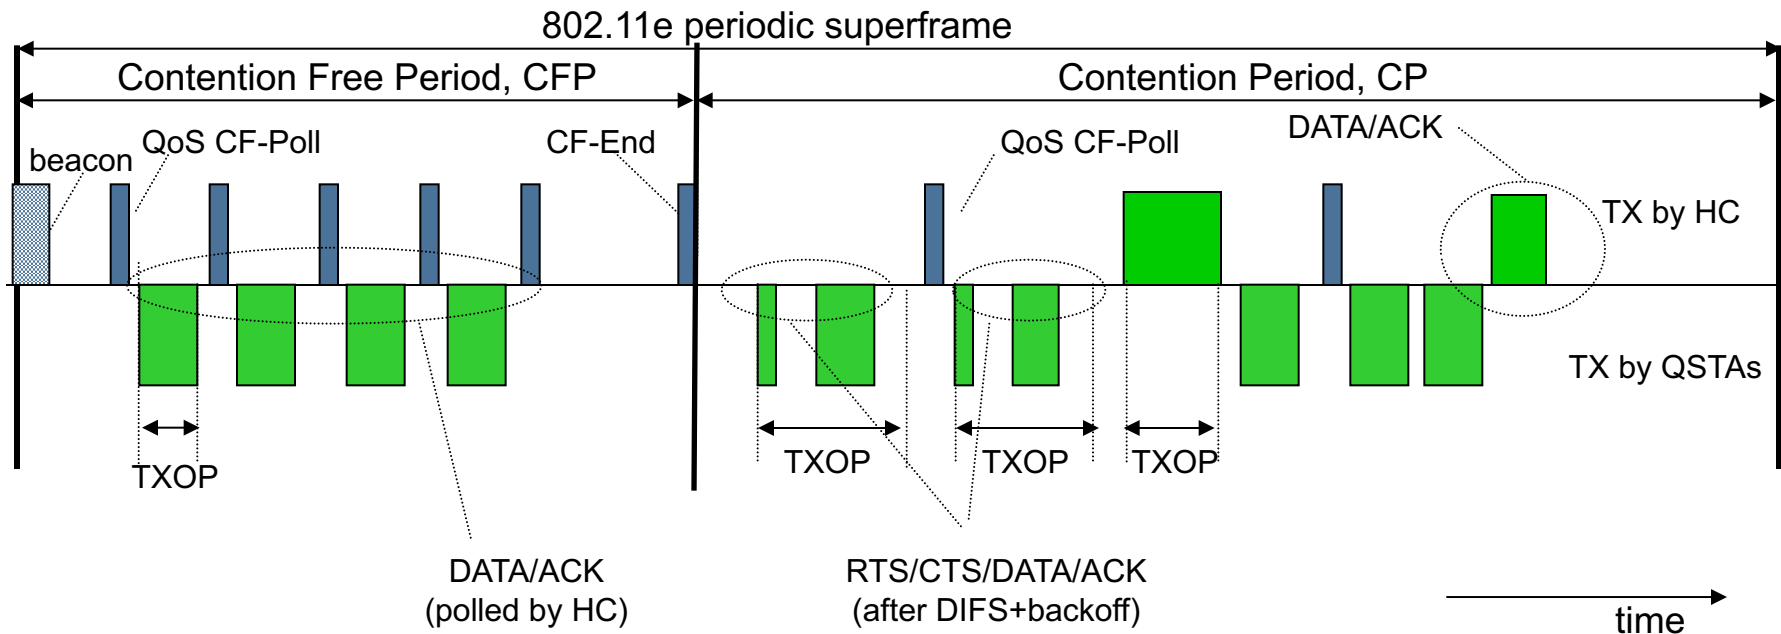 802.11e periodic superframe
Contention Free Period, CFP
Contention Period, CP
beacon
QoS CF-Poll
CF-End
QoS CF-Poll
DATA/ACK
TX by HC
TX by QSTAs
TXOP
TXOP
TXOP
TXOP
DATA/ACK
(polled by HC)
RTS/CTS/DATA/ACK
(after DIFS+backoff)
time